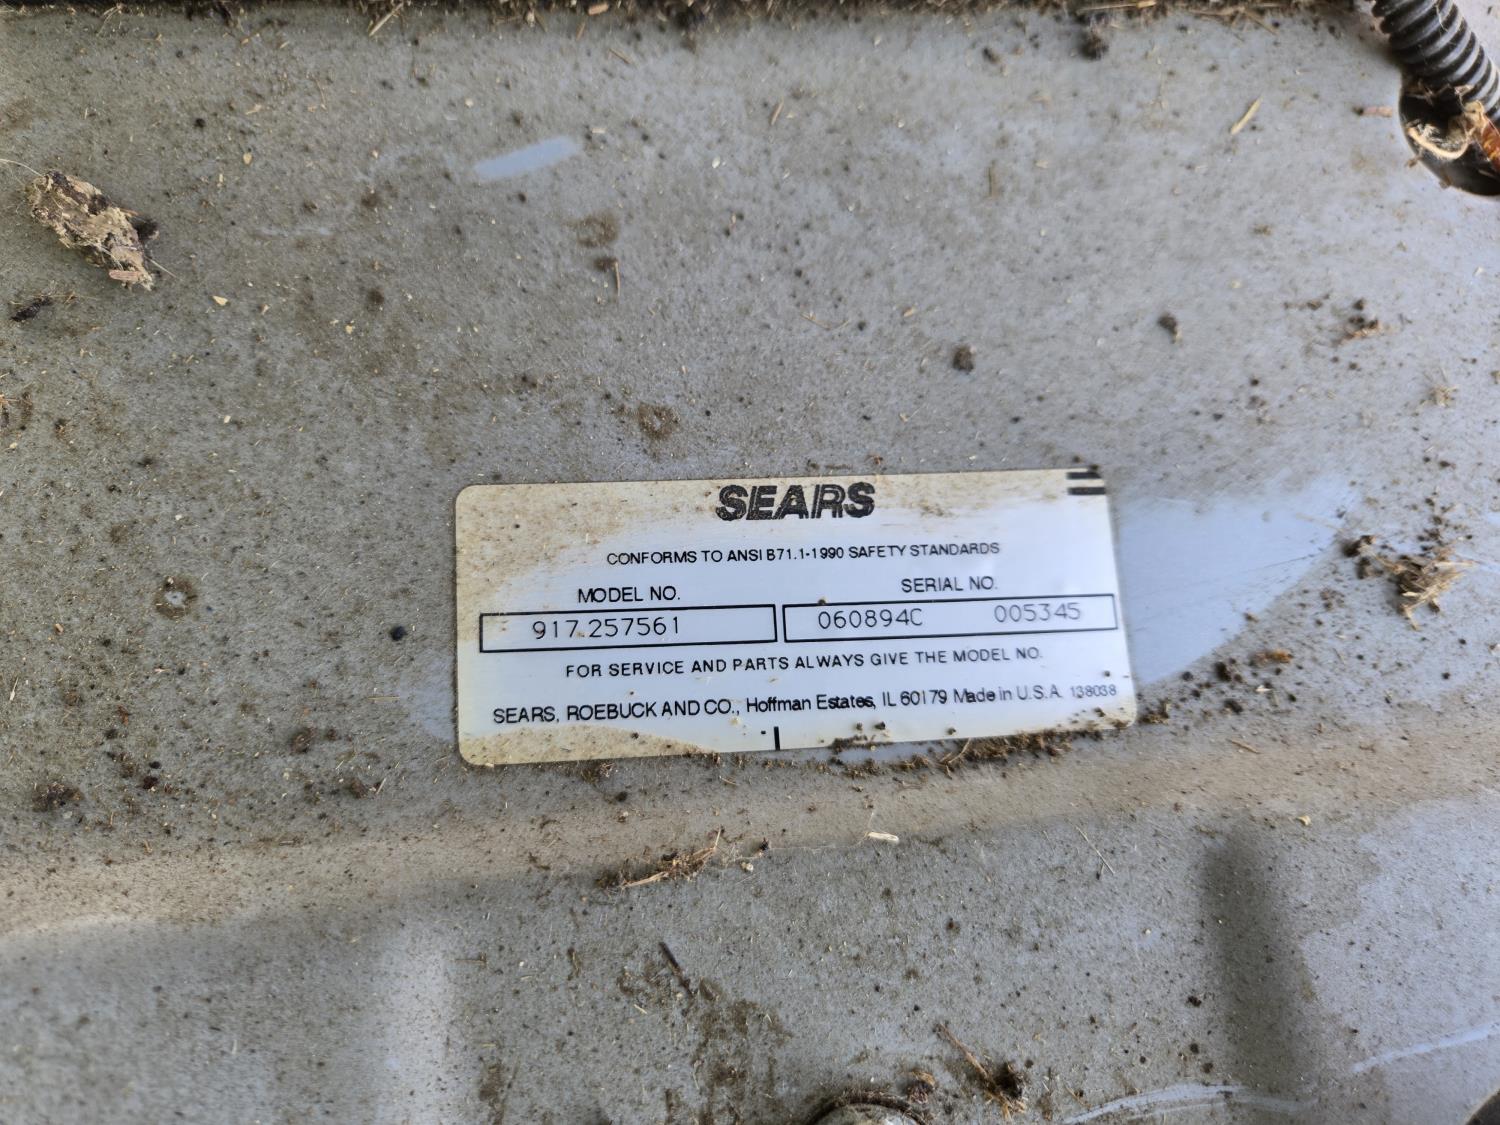 SEARS
CONFORMS TO ANSI B71.1-1990 SAFETY STANDARDS
MODEL NO. SERIAL NO.
917.257561 060894C 005345
FOR SERVICE AND PARTS ALWAYS GIVE THE MODEL NO.
SEARS, ROEBUCK AND CO., Hoffman Estates, IL 60179 Made in U.S.A. 138038